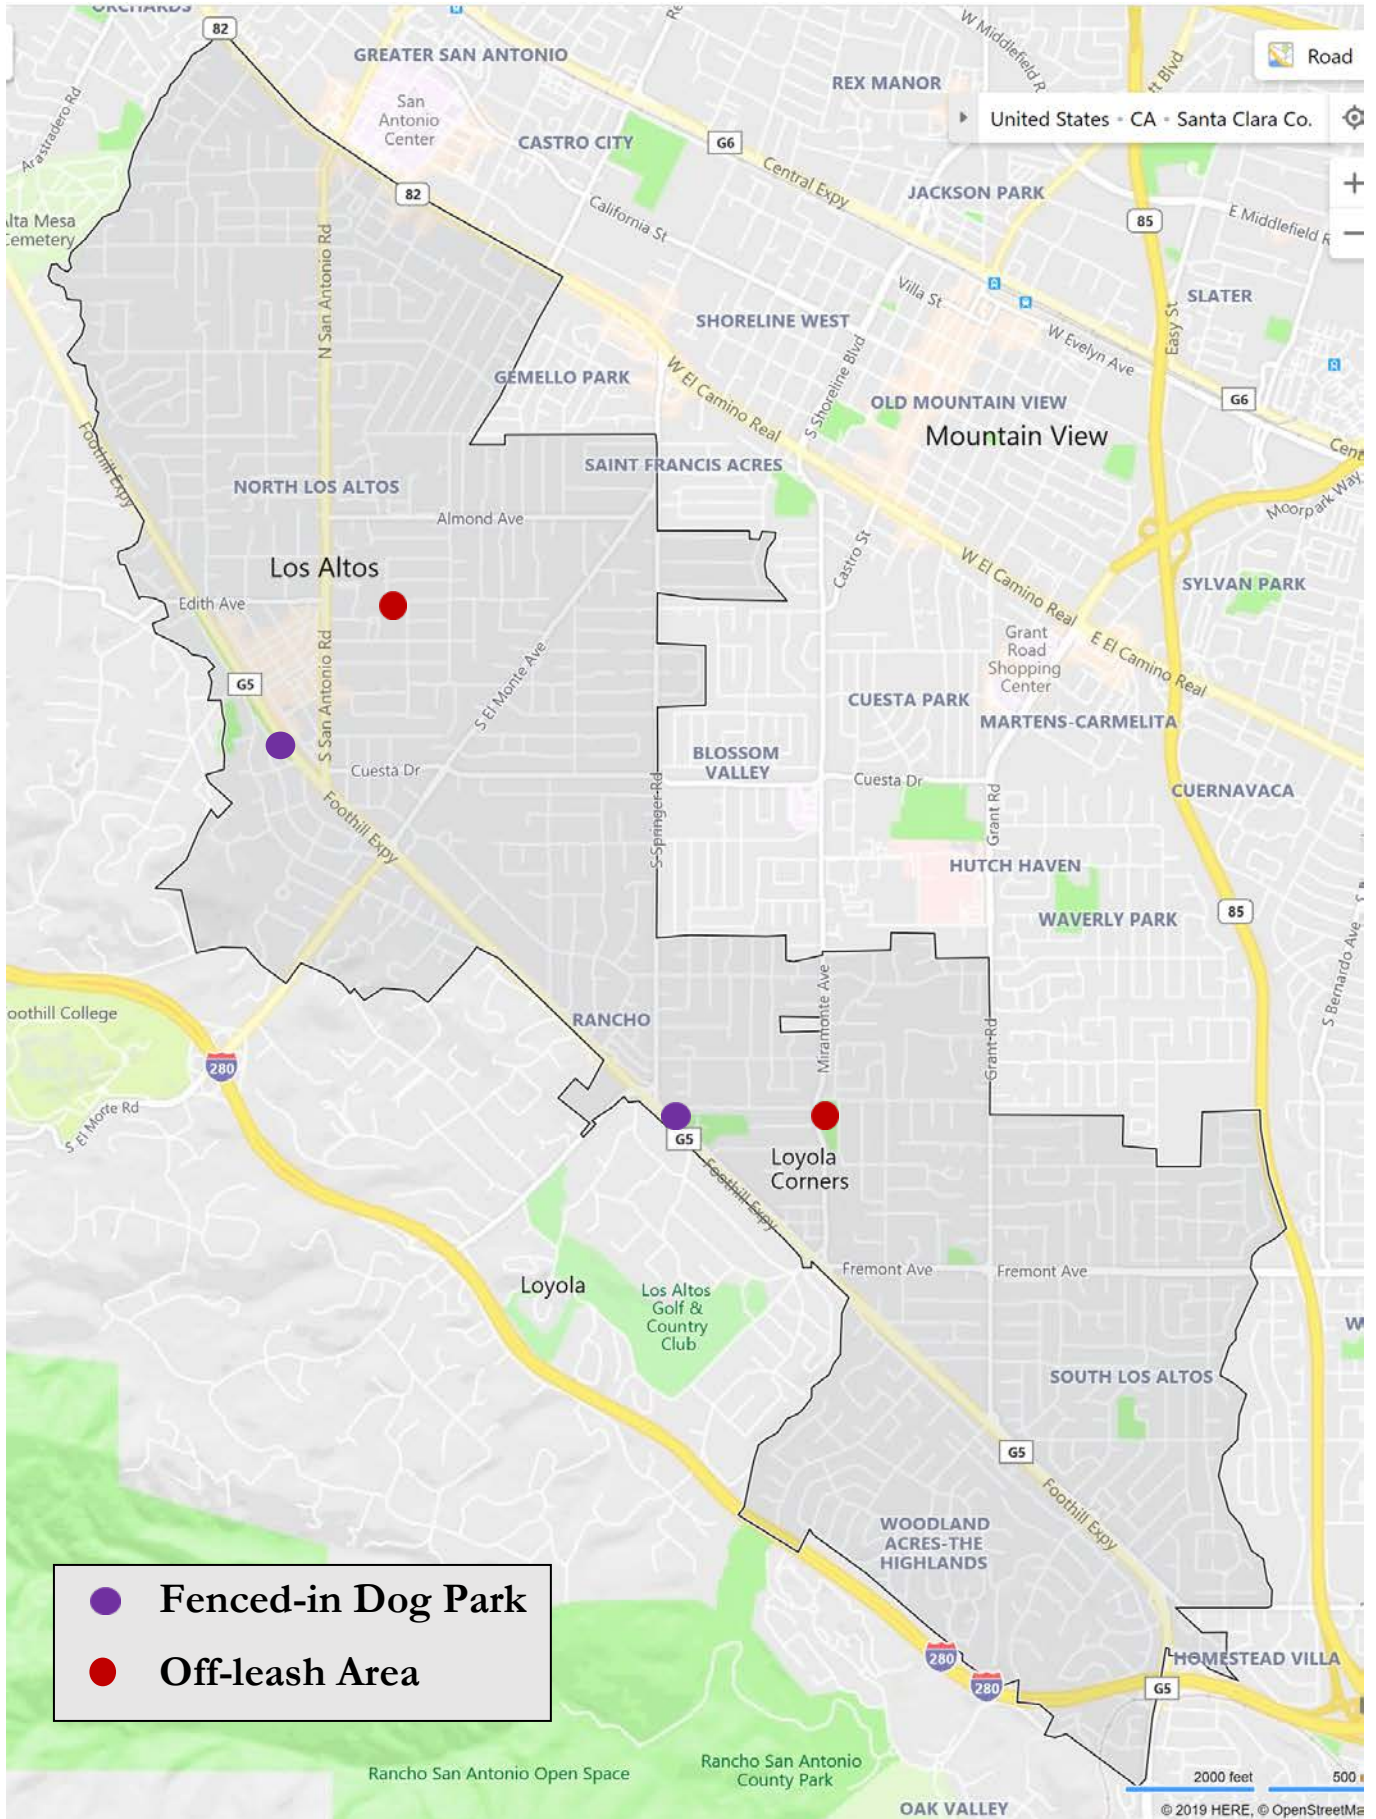 ORCHARDS
82
GREATER SAN ANTONIO
W Middlefield R
Road
REX MANOR
tt Blvd
San
Antonio
Center
United States • CA • Santa Clara Co.
Arastradero Rd
CASTRO CITY
G6
Central Expy
82
JACKSON PARK
California St
85
E Middlefield R
Alta Mesa
Cemetery
N San Antonio Rd
Villa St
SLATER
SHORELINE WEST
W Evelyn Ave
Easy St
GEMELLO PARK
W El Camino Real
S Shoreline Blvd
G6
OLD MOUNTAIN VIEW
Mountain View
Cent
Foothill Expy
SAINT FRANCIS ACRES
NORTH LOS ALTOS
Moorpark Way
Almond Ave
Castro St
Los Altos
W El Camino Real
SYLVAN PARK
Edith Ave
Grant
Road
Shopping
Center
E El Camino Real
S San Antonio Rd
S El Monte Ave
G5
CUESTA PARK
MARTENS-CARMELITA
BLOSSOM
VALLEY
Cuesta Dr
Cuesta Dr
CUERNAVACA
Foothill Expy
S Springer Rd
Grant Rd
HUTCH HAVEN
WAVERLY PARK
85
S Bernardo Ave
oothill College
RANCHO
Miramonte Ave
Grant Rd
280
S El Monte Rd
G5
Loyola
Corners
Foothill Expy
Fremont Ave
Fremont Ave
Loyola
Los Altos
Golf &
Country
Club
W
SOUTH LOS ALTOS
G5
Foothill Expy
WOODLAND
ACRES-THE
HIGHLANDS
Fenced-in Dog Park
Off-leash Area
280
280
HOMESTEAD VILLA
G5
Rancho San Antonio Open Space
Rancho San Antonio
County Park
2000 feet
500
OAK VALLEY
© 2019 HERE, © OpenStreetMa